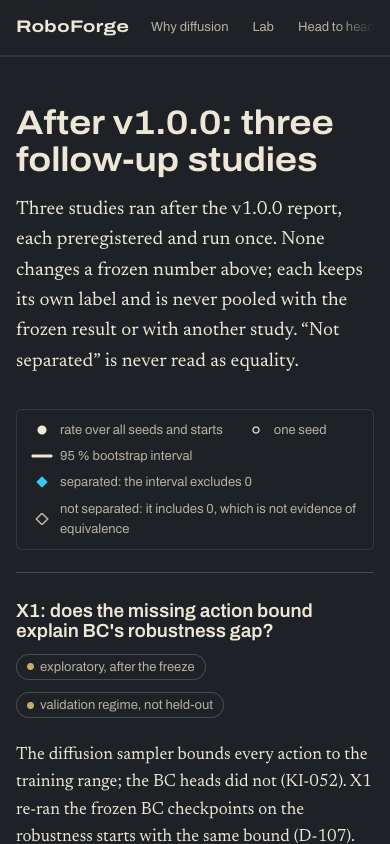 RoboForge Why diffusion Lab Head to head
After v1.0.0: three
follow-up studies
Three studies ran after the v1.0.0 report,
each preregistered and run once. None
changes a frozen number above; each keeps
its own label and is never pooled with the
frozen result or with another study. “Not
separated” is never read as equality.
rate over all seeds and starts one seed
95 % bootstrap interval
separated: the interval excludes 0
not separated: it includes 0, which is not evidence of
equivalence
X1: does the missing action bound
explain BC's robustness gap?
exploratory, after the freeze
validation regime, not held-out
The diffusion sampler bounds every action to the
training range; the BC heads did not (KI-052). X1
re-ran the frozen BC checkpoints on the
robustness starts with the same bound (D-107).